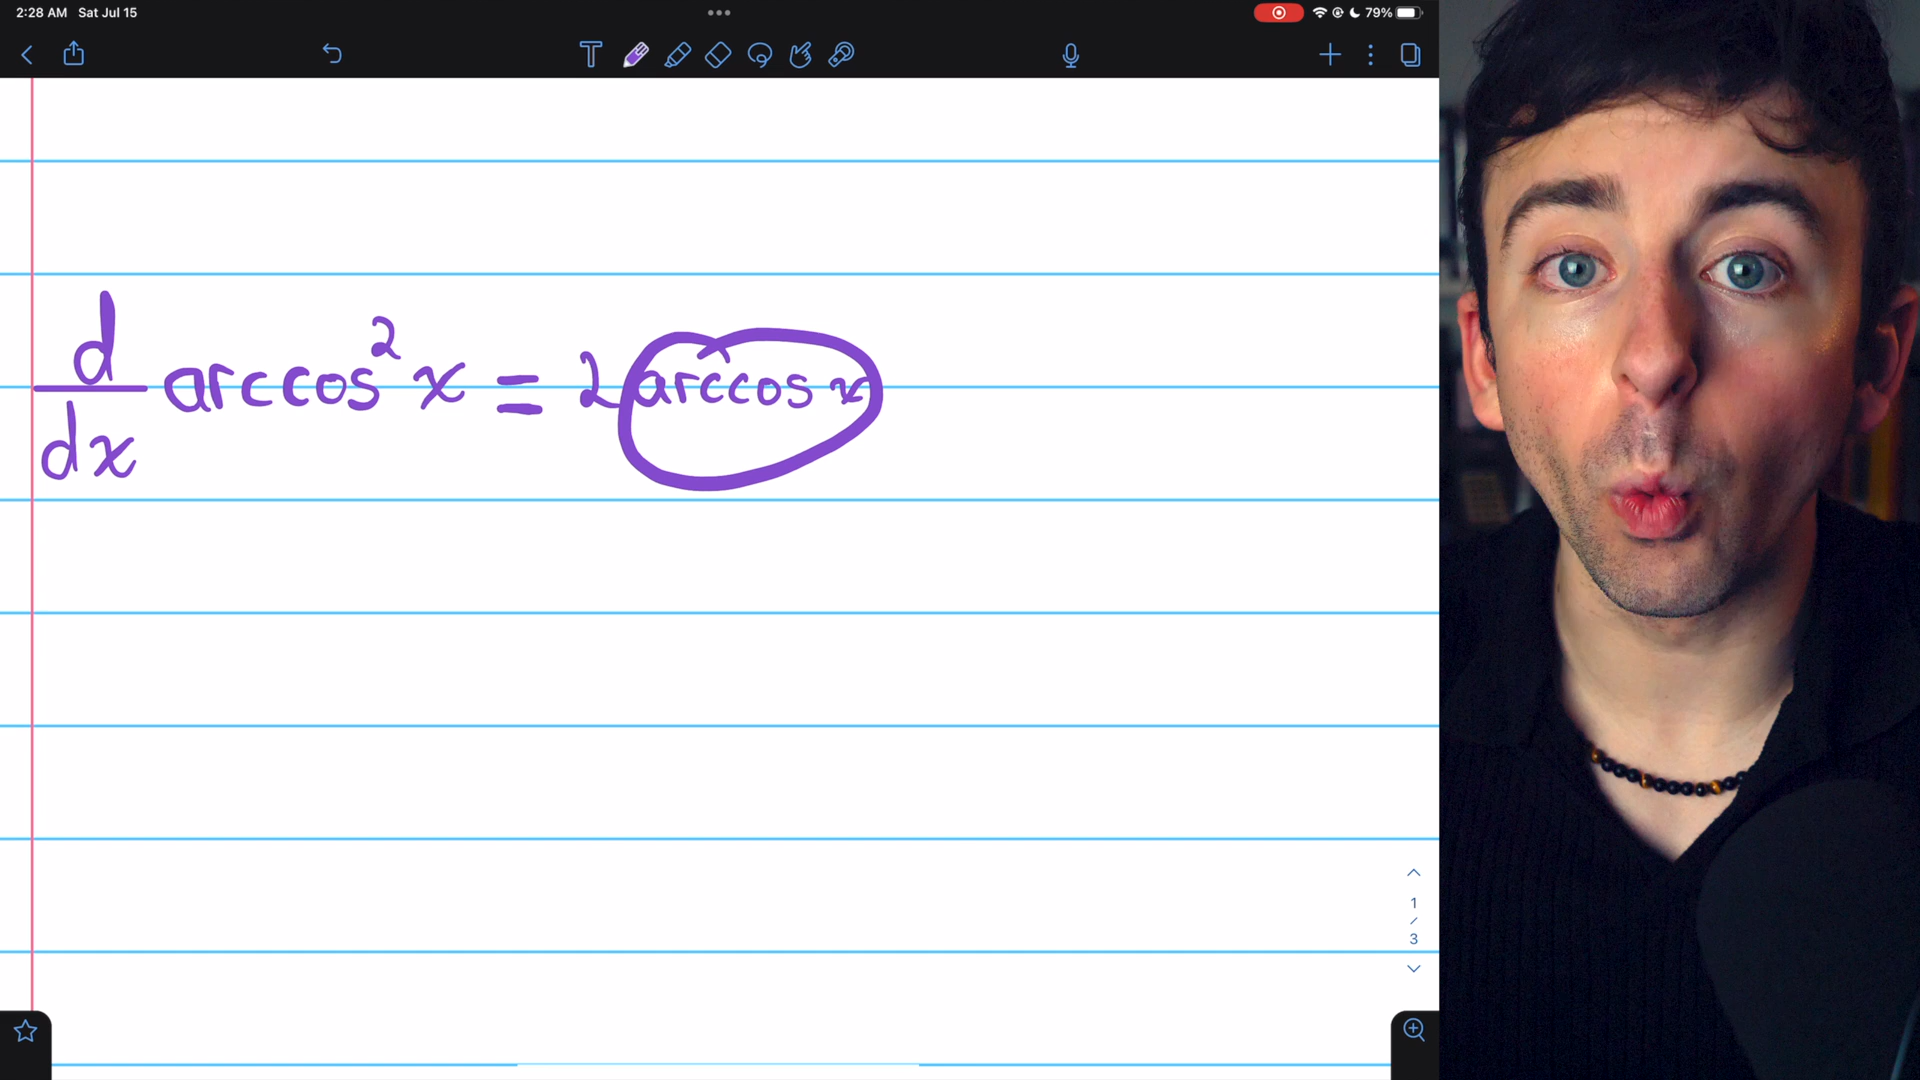 2:28 AM Sat Jul 15
79%
d/dx arccos² x = 2 arccos x
1
/
3